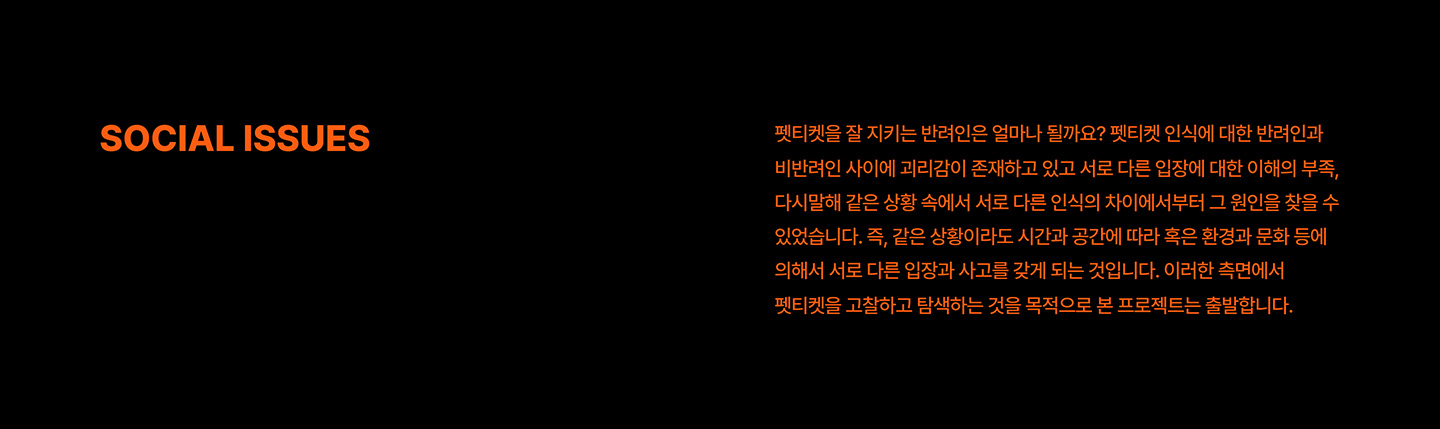 SOCIAL ISSUES
펫티켓을 잘 지키는 반려인은 얼마나 될까요? 펫티켓 인식에 대한 반려인과
비반려인 사이에 괴리감이 존재하고 있고 서로 다른 입장에 대한 이해의 부족,
다시말해 같은 상황 속에서 서로 다른 인식의 차이에서부터 그 원인을 찾을 수
있었습니다. 즉, 같은 상황이라도 시간과 공간에 따라 혹은 환경과 문화 등에
의해서 서로 다른 입장과 사고를 갖게 되는 것입니다. 이러한 측면에서
펫티켓을 고찰하고 탐색하는 것을 목적으로 본 프로젝트는 출발합니다.